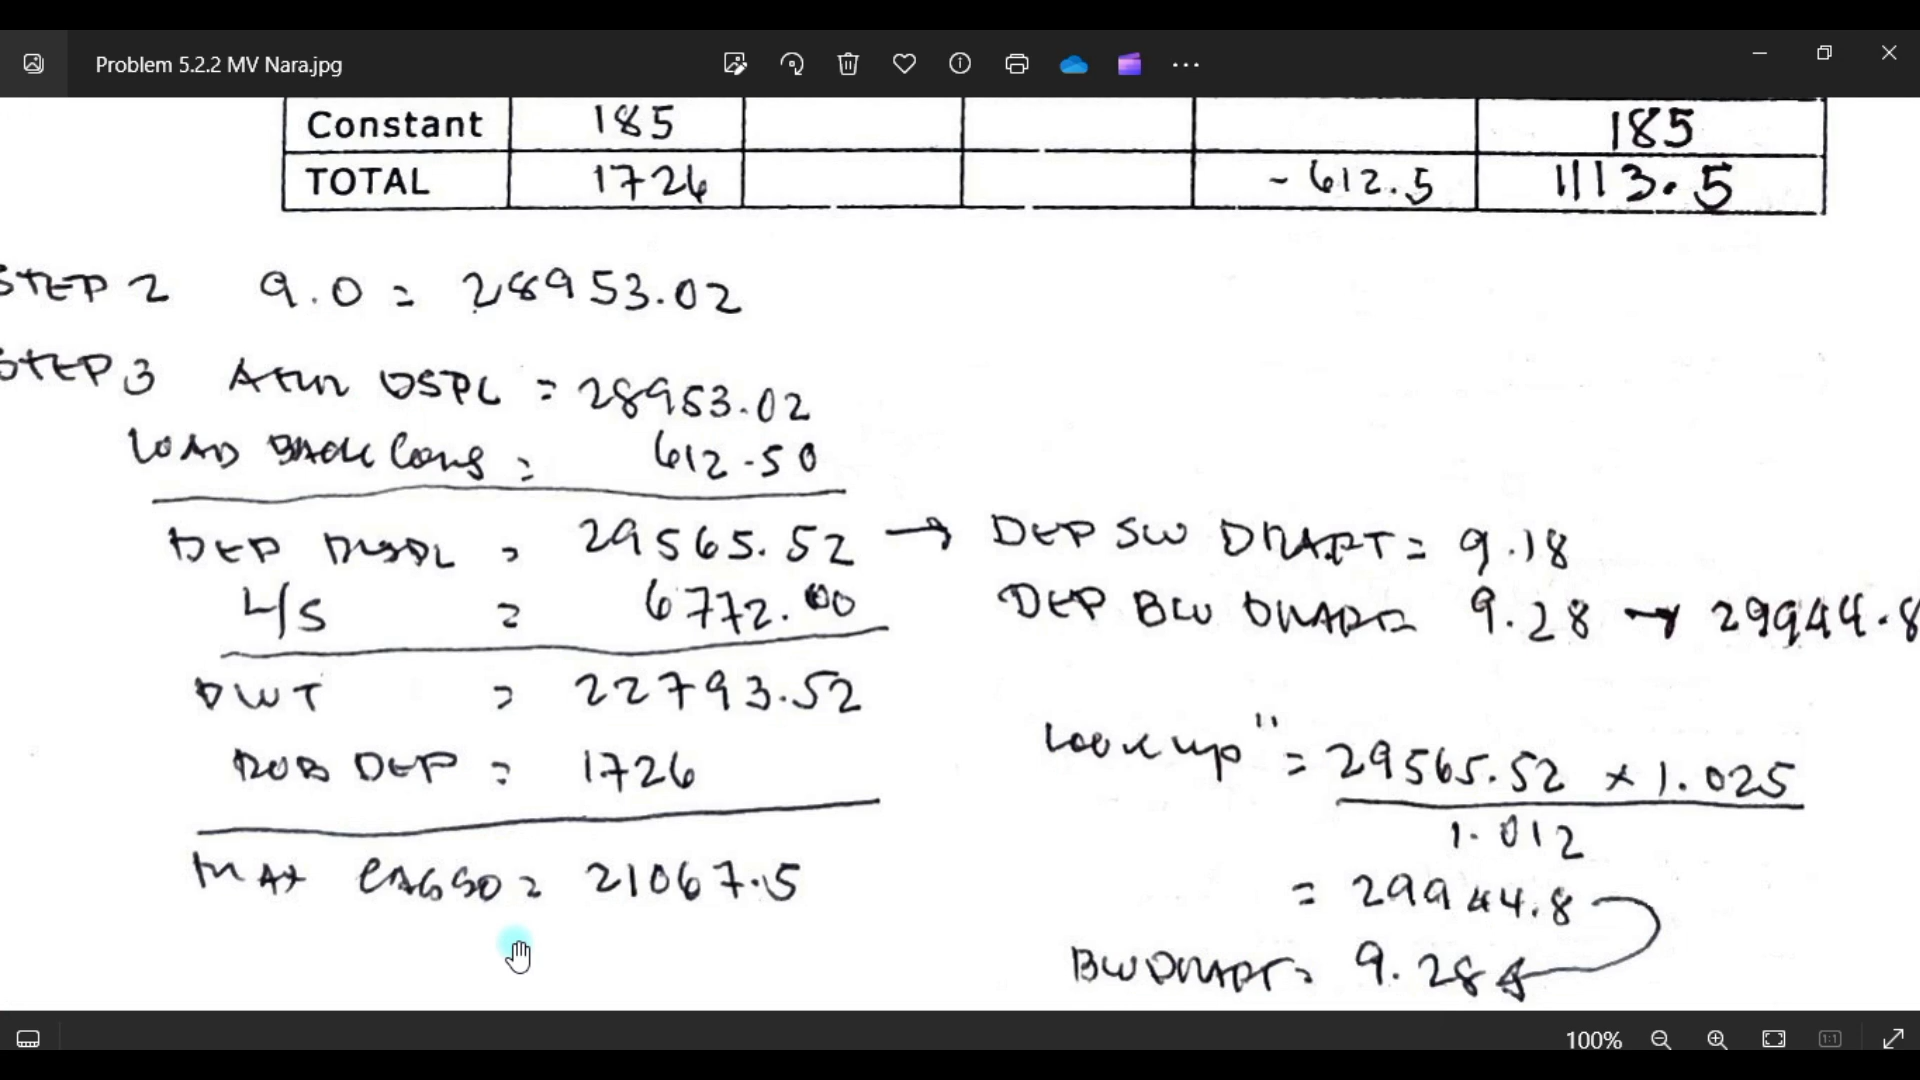 Problem 5.2.2 MV Nara.jpg
Constant 185 185
TOTAL 1726 - 612.5 1113.5
STEP 2 9.0 = 28953.02
STEP 3 DSPL = 28953.02
LOAD BACK Cons = 612.50
DEP DISPL = 29565.52 → DEP SW DRAFT = 9.18
L/S = 6772.00 DEP BW DRAFT = 9.28 → 29944.8
DWT = 22793.52
ROB DEP = 1726
MAX CARGO = 21067.5
Look up" = 29565.52 × 1.025
1.012
= 29944.8
BW DRAFT = 9.28
100%
1:1